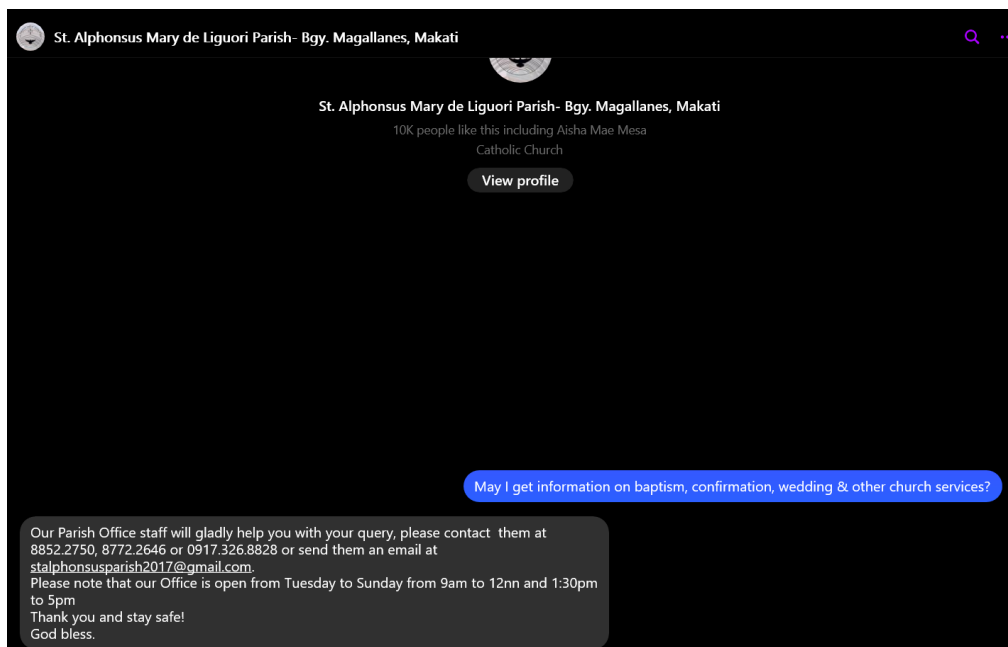 St. Alphonsus Mary de Liguori Parish- Bgy. Magallanes, Makati
St. Alphonsus Mary de Liguori Parish- Bgy. Magallanes, Makati
10K people like this including Aisha Mae Mesa
Catholic Church
View profile
May I get information on baptism, confirmation, wedding & other church services?
Our Parish Office staff will gladly help you with your query, please contact  them at
8852.2750, 8772.2646 or 0917.326.8828 or send them an email at
stalphonsusparish2017@gmail.com.
Please note that our Office is open from Tuesday to Sunday from 9am to 12nn and 1:30pm
to 5pm
Thank you and stay safe!
God bless.